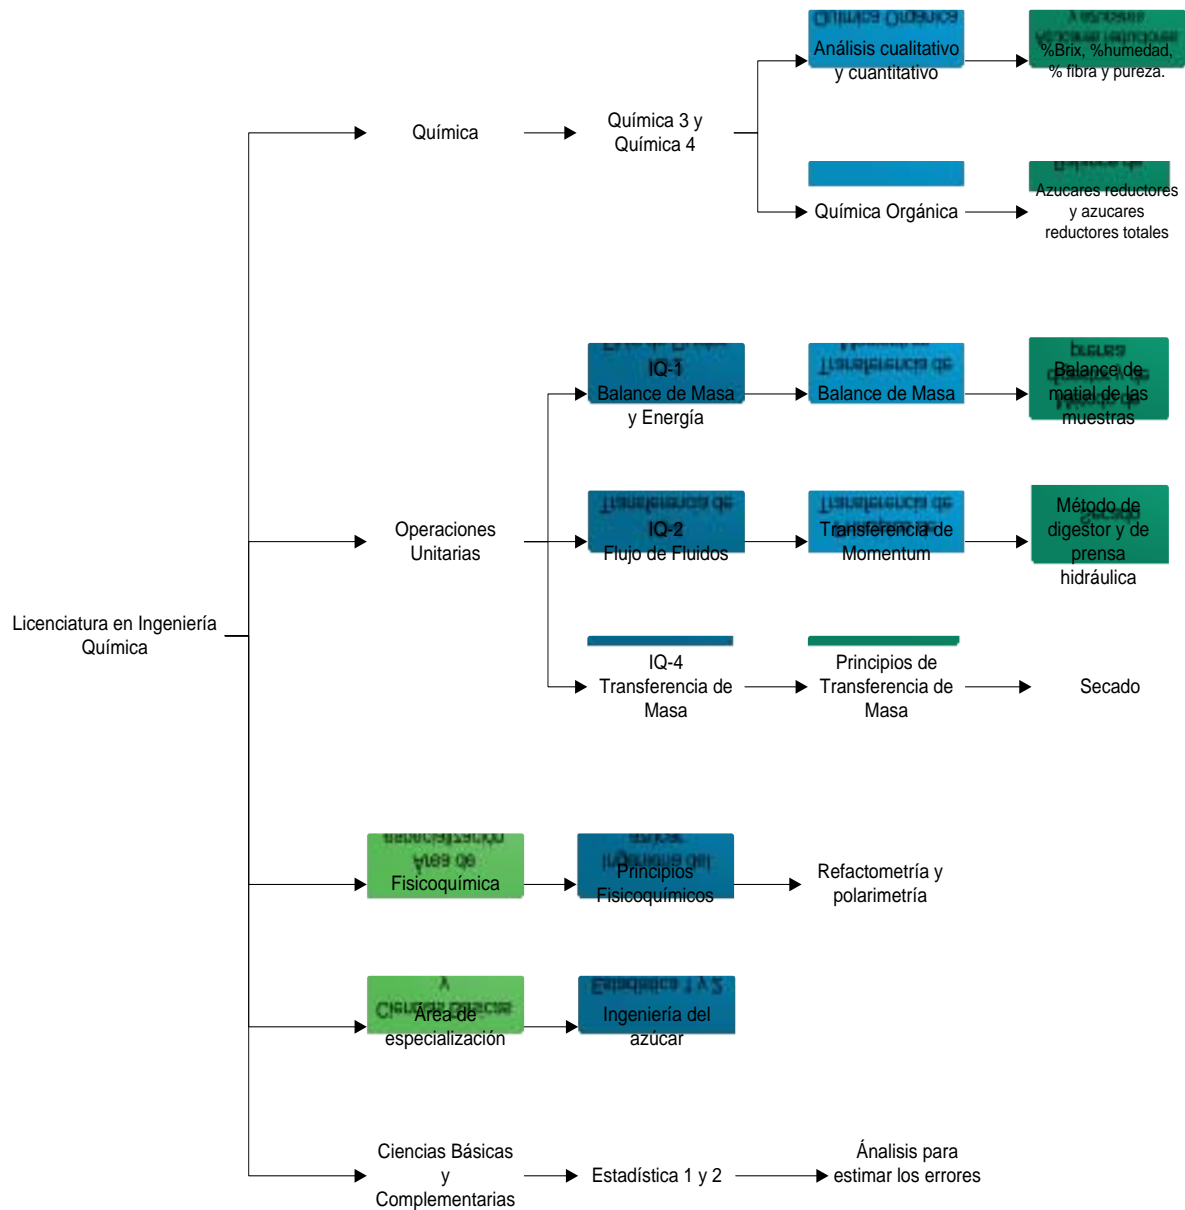 Análisis cualitativo
y cuantitativo
%Brix, %humedad,
% fibra y pureza.
Química
Química 3 y
Química 4
Química Orgánica
Azucares reductores
y azucares
reductores totales
IQ-1
Balance de Masa
y Energía
Balance de Masa
Balance de
matial de las
muestras
Operaciones
Unitarias
IQ-2
Flujo de Fluidos
Transferencia de
Momentum
Método de
digestor y de
prensa
hidráulica
Licenciatura en Ingeniería
Química
IQ-4
Transferencia de
Masa
Principios de
Transferencia de
Masa
Secado
Fisicoquímica
Principios
Fisicoquímicos
Refactometría y
polarimetría
Área de
especialización
Ingeniería del
azúcar
Ciencias Básicas
y
Complementarias
Estadística 1 y 2
Ánalisis para
estimar los errores